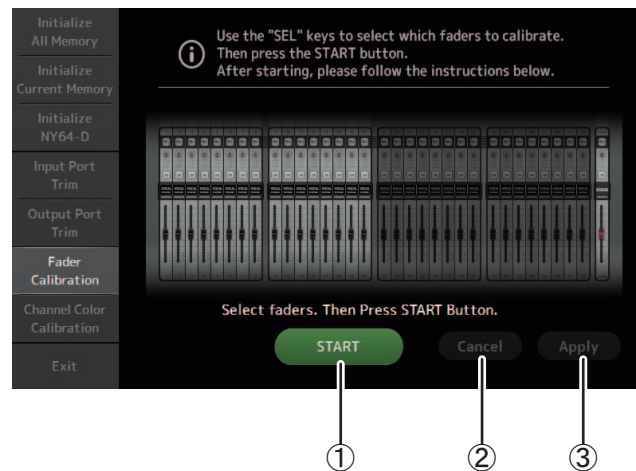 Initialize
All Memory
Initialize
Current Memory
Initialize
NY64-D
Input Port
Trim
Output Port
Trim
Fader
Calibration
Channel Color
Calibration
Exit
Use the "SEL" keys to select which faders to calibrate.
Then press the START button.
After starting, please follow the instructions below.
Select faders. Then Press START Button.
START
Cancel
Apply
①
②
③